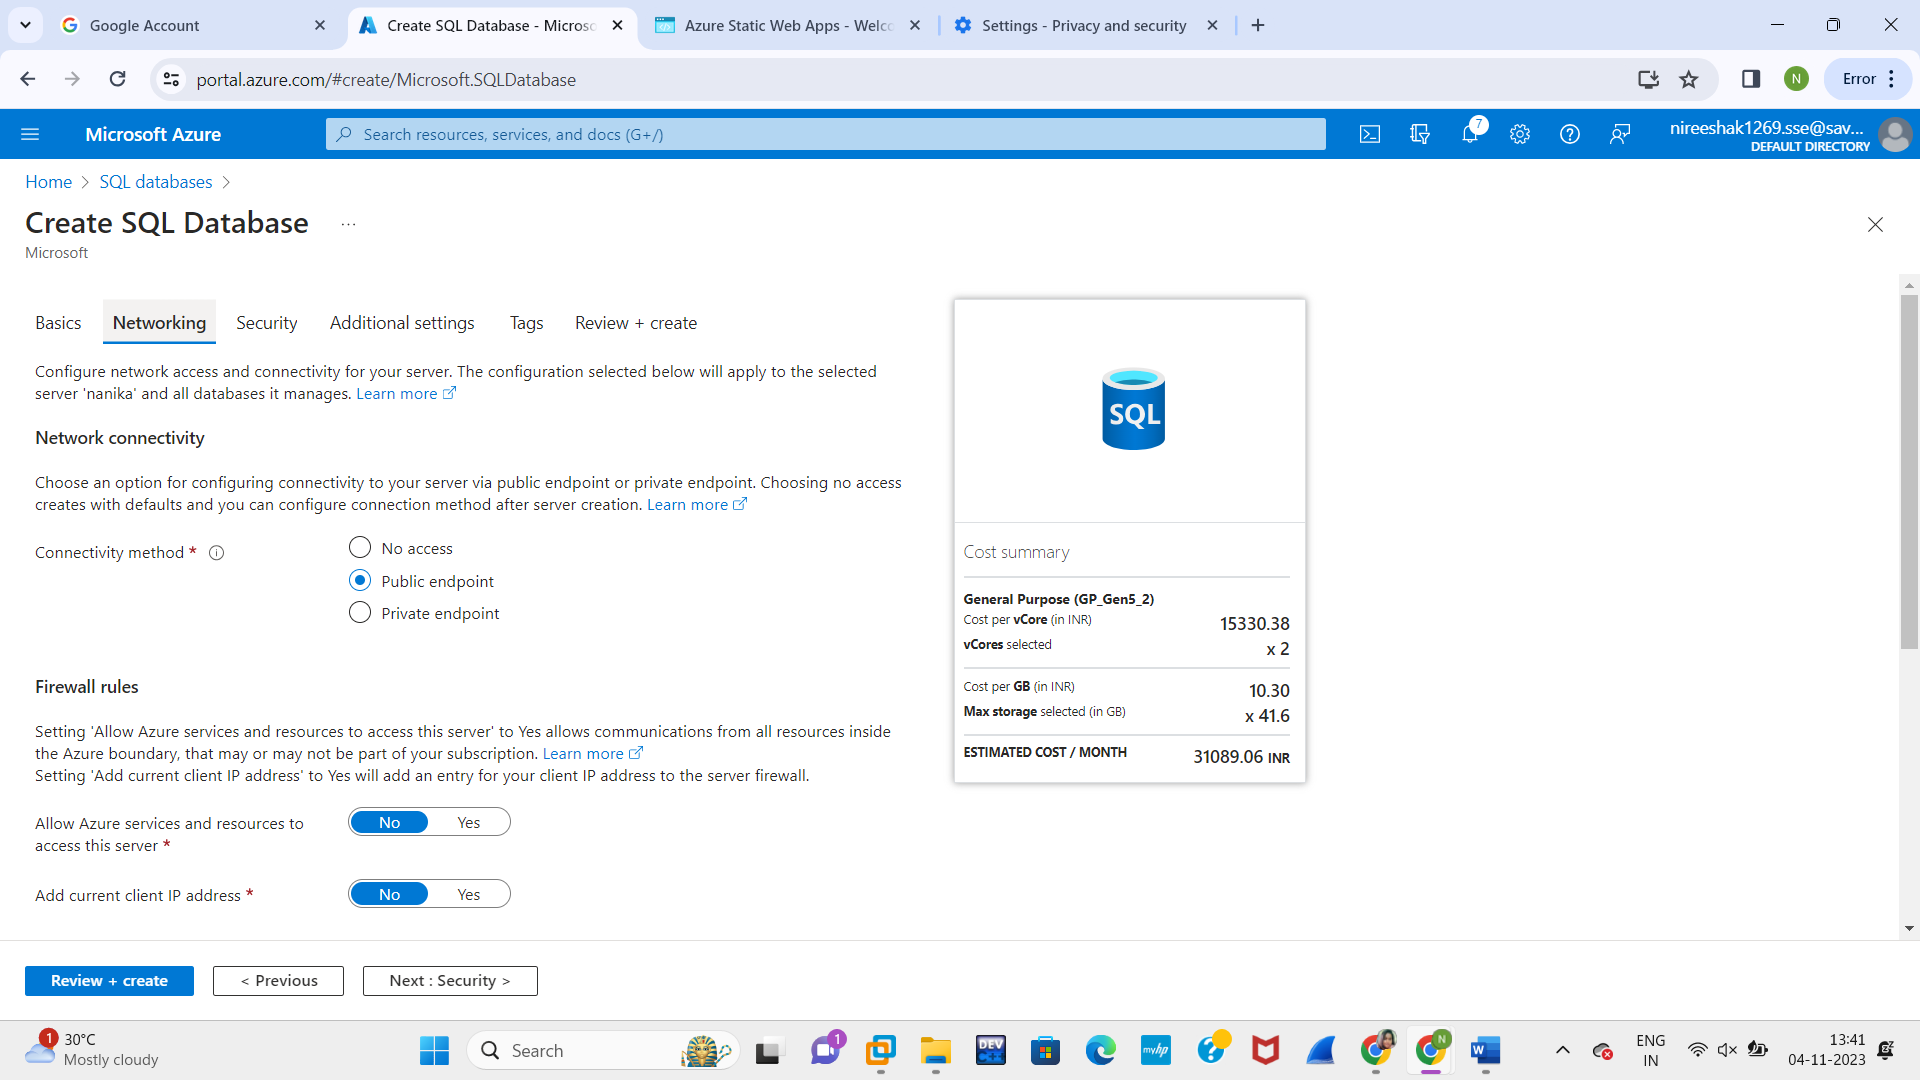 Google Account
Create SQL Database - Microso
Azure Static Web Apps - Welco
Settings - Privacy and security
portal.azure.com/#create/Microsoft.SQLDatabase
N
Error
Microsoft Azure
Search resources, services, and docs (G+/)
7
nireeshak1269.sse@sav...
DEFAULT DIRECTORY
Home > SQL databases >
Create SQL Database ...
Microsoft
Basics
Networking
Security
Additional settings
Tags
Review + create
Configure network access and connectivity for your server. The configuration selected below will apply to the selected
server 'nanika' and all databases it manages. Learn more
Network connectivity
Choose an option for configuring connectivity to your server via public endpoint or private endpoint. Choosing no access
creates with defaults and you can configure connection method after server creation. Learn more
Connectivity method *
No access
Public endpoint
Private endpoint
Firewall rules
Setting 'Allow Azure services and resources to access this server' to Yes allows communications from all resources inside
the Azure boundary, that may or may not be part of your subscription. Learn more
Setting 'Add current client IP address' to Yes will add an entry for your client IP address to the server firewall.
Allow Azure services and resources to
access this server *
No Yes
Add current client IP address *
No Yes
SQL
Cost summary
General Purpose (GP_Gen5_2)
Cost per vCore (in INR) 15330.38
vCores selected x 2
Cost per GB (in INR) 10.30
Max storage selected (in GB) x 41.6
ESTIMATED COST / MONTH 31089.06 INR
Review + create
< Previous
Next : Security >
1
30°C
Mostly cloudy
Search
1
DEV
C++
myhp
N
W
ENG
IN
13:41
04-11-2023